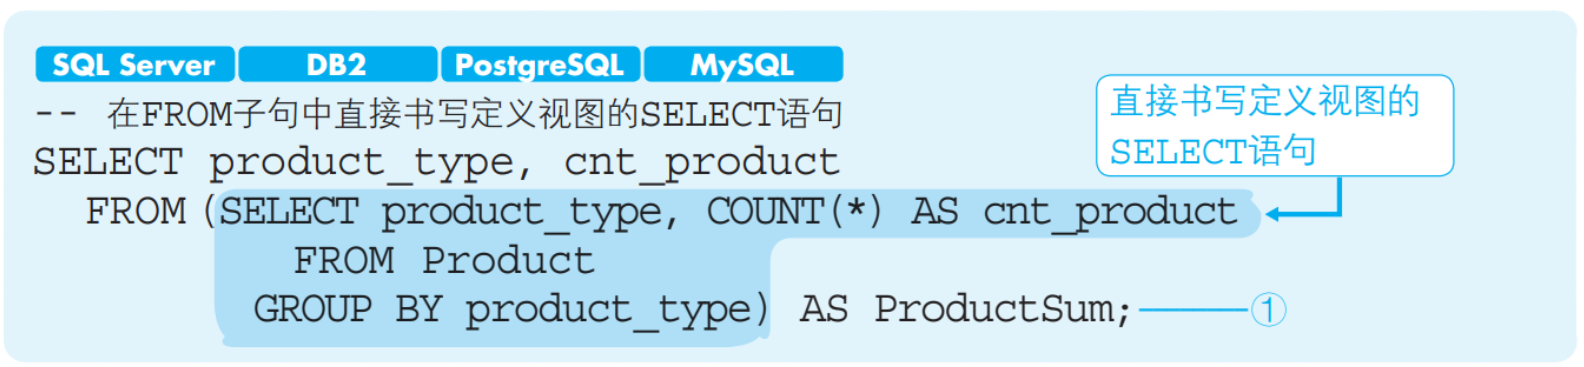 SQL Server DB2 PostgreSQL MySQL
-- 在FROM子句中直接书写定义视图的SELECT语句
直接书写定义视图的
SELECT语句
SELECT product_type, cnt_product
FROM (SELECT product_type, COUNT(*) AS cnt_product
FROM Product
GROUP BY product_type) AS ProductSum; ①